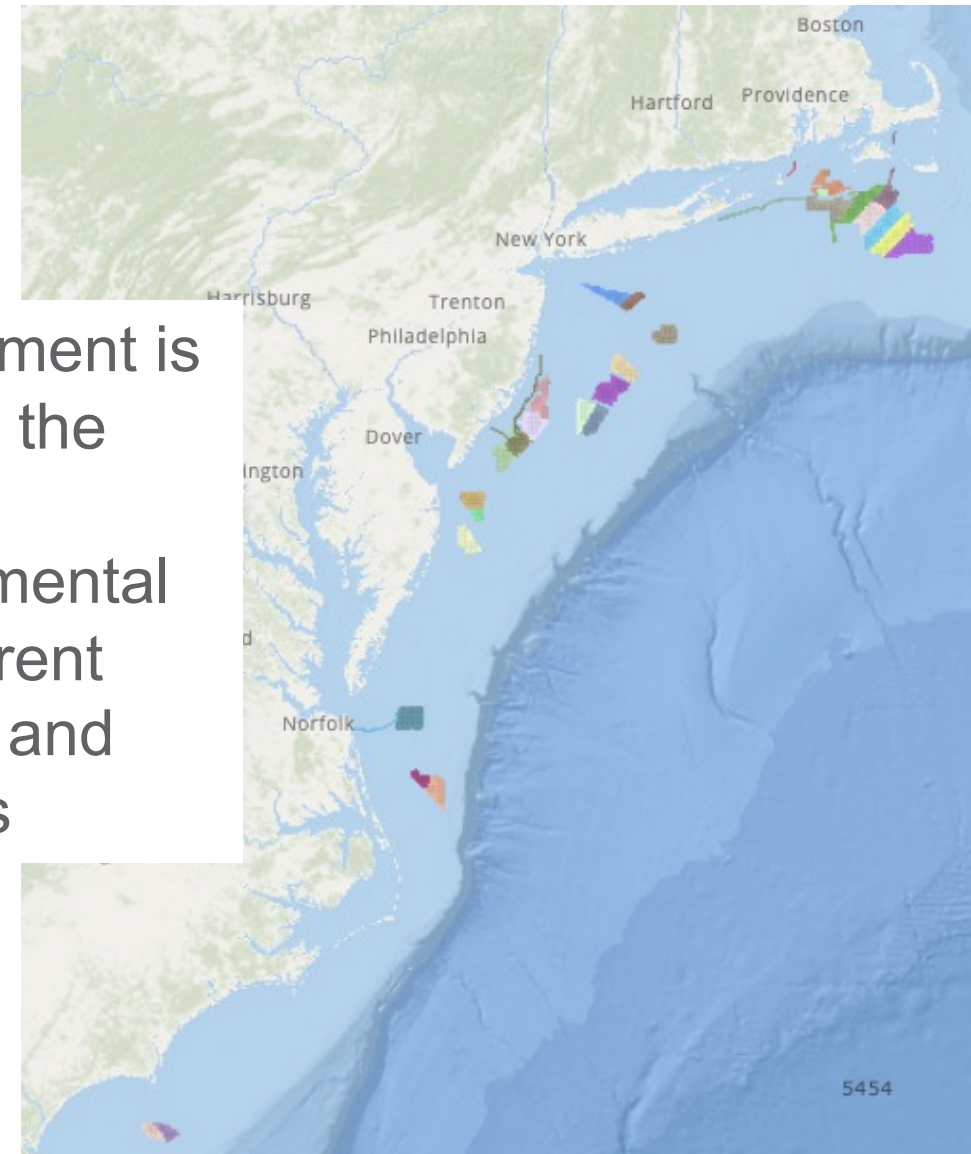 Boston
Hartford
Providence
New York
Harrisburg
Trenton
Philadelphia
Dover
ington
d
Norfolk
5454
ment is
the
mental
rent
and
s